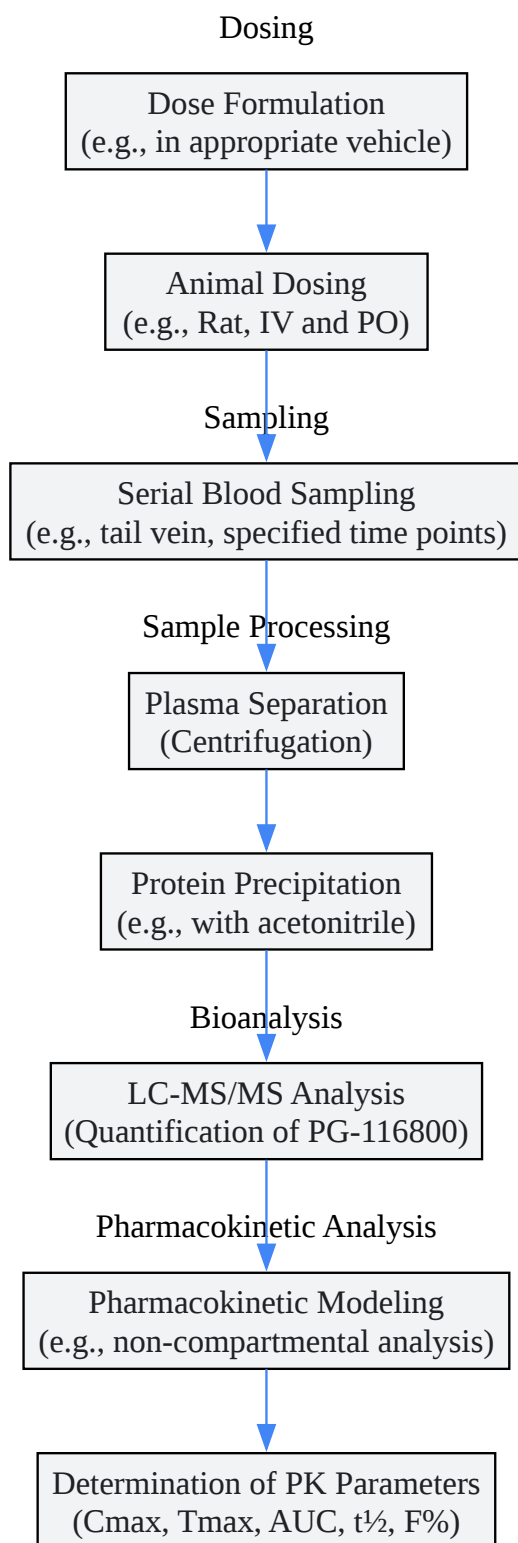 Dosing
Dose Formulation
(e.g., in appropriate vehicle)
Animal Dosing
(e.g., Rat, IV and PO)
Sampling
Serial Blood Sampling
(e.g., tail vein, specified time points)
Sample Processing
Plasma Separation
(Centrifugation)
Protein Precipitation
(e.g., with acetonitrile)
Bioanalysis
LC-MS/MS Analysis
(Quantification of PG-116800)
Pharmacokinetic Analysis
Pharmacokinetic Modeling
(e.g., non-compartmental analysis)
Determination of PK Parameters
(Cmax, Tmax, AUC, t½, F%)